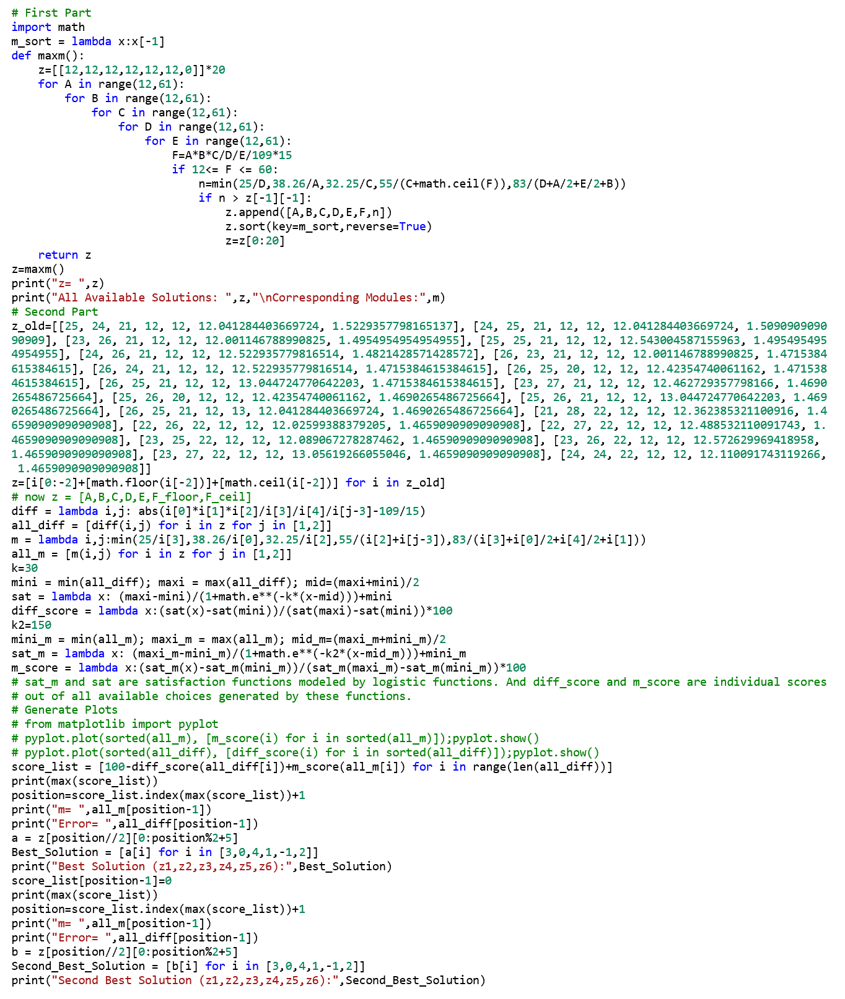 # First Part
import math
m_sort = lambda x:x[-1]
def maxm():
    z=[[12,12,12,12,12,12,0]]*20
    for A in range(12,61):
        for B in range(12,61):
            for C in range(12,61):
                for D in range(12,61):
                    for E in range(12,61):
                        F=A*B*C/D/E/109*15
                        if 12<= F <= 60:
                            n=min(25/D,38.26/A,32.25/C,55/(C+math.ceil(F)),83/(D+A/2+E/2+B))
                            if n > z[-1][-1]:
                                z.append([A,B,C,D,E,F,n])
                                z.sort(key=m_sort,reverse=True)
                                z=z[0:20]
    return z
z=maxm()
print("z= ",z)
print("All Available Solutions: ",z,"\nCorresponding Modules:",m)
# Second Part
z_old=[[25, 24, 21, 12, 12, 12.041284403669724, 1.5229357798165137], [24, 25, 21, 12, 12, 12.041284403669724, 1.5090909090
90909], [23, 26, 21, 12, 12, 12.001146788990825, 1.4954954954954955], [25, 25, 21, 12, 12, 12.543004587155963, 1.495495495
4954955], [24, 26, 21, 12, 12, 12.522935779816514, 1.4821428571428572], [26, 23, 21, 12, 12, 12.001146788990825, 1.4715384
615384615], [26, 24, 21, 12, 12, 12.522935779816514, 1.4715384615384615], [26, 25, 20, 12, 12, 12.42354740061162, 1.471538
4615384615], [26, 25, 21, 12, 12, 13.044724770642203, 1.4715384615384615], [23, 27, 21, 12, 12, 12.462729357798166, 1.4690
265486725664], [25, 26, 20, 12, 12, 12.42354740061162, 1.4690265486725664], [25, 26, 21, 12, 12, 13.044724770642203, 1.469
0265486725664], [26, 25, 21, 12, 13, 12.041284403669724, 1.4690265486725664], [21, 28, 22, 12, 12, 12.362385321100916, 1.4
659090909090908], [22, 26, 22, 12, 12, 12.02599388379205, 1.4659090909090908], [22, 27, 22, 12, 12, 12.488532110091743, 1.
4659090909090908], [23, 25, 22, 12, 12, 12.089067278287462, 1.4659090909090908], [23, 26, 22, 12, 12, 12.572629969418958,
1.4659090909090908], [23, 27, 22, 12, 12, 13.05619266055046, 1.4659090909090908], [24, 24, 22, 12, 12, 12.110091743119266,
 1.4659090909090908]]
z=[i[0:-2]+[math.floor(i[-2])]+[math.ceil(i[-2])] for i in z_old]
# now z = [A,B,C,D,E,F_floor,F_ceil]
diff = lambda i,j: abs(i[0]*i[1]*i[2]/i[3]/i[4]/i[j-3]-109/15)
all_diff = [diff(i,j) for i in z for j in [1,2]]
m = lambda i,j:min(25/i[3],38.26/i[0],32.25/i[2],55/(i[2]+i[j-3]),83/(i[3]+i[0]/2+i[4]/2+i[1]))
all_m = [m(i,j) for i in z for j in [1,2]]
k=30
mini = min(all_diff); maxi = max(all_diff); mid=(maxi+mini)/2
sat = lambda x: (maxi-mini)/(1+math.e**(-k*(x-mid)))+mini
diff_score = lambda x:(sat(x)-sat(mini))/(sat(maxi)-sat(mini))*100
k2=150
mini_m = min(all_m); maxi_m = max(all_m); mid_m=(maxi_m+mini_m)/2
sat_m = lambda x: (maxi_m-mini_m)/(1+math.e**(-k2*(x-mid_m)))+mini_m
m_score = lambda x:(sat_m(x)-sat_m(mini_m))/(sat_m(maxi_m)-sat_m(mini_m))*100
# sat_m and sat are satisfaction functions modeled by logistic functions. And diff_score and m_score are individual scores
# out of all available choices generated by these functions.
# Generate Plots
# from matplotlib import pyplot
# pyplot.plot(sorted(all_m), [m_score(i) for i in sorted(all_m)]);pyplot.show()
# pyplot.plot(sorted(all_diff), [diff_score(i) for i in sorted(all_diff)]);pyplot.show()
score_list = [100-diff_score(all_diff[i])+m_score(all_m[i]) for i in range(len(all_diff))]
print(max(score_list))
position=score_list.index(max(score_list))+1
print("m= ",all_m[position-1])
print("Error= ",all_diff[position-1])
a = z[position//2][0:position%2+5]
Best_Solution = [a[i] for i in [3,0,4,1,-1,2]]
print("Best Solution (z1,z2,z3,z4,z5,z6):",Best_Solution)
score_list[position-1]=0
print(max(score_list))
position=score_list.index(max(score_list))+1
print("m= ",all_m[position-1])
print("Error= ",all_diff[position-1])
b = z[position//2][0:position%2+5]
Second_Best_Solution = [b[i] for i in [3,0,4,1,-1,2]]
print("Second Best Solution (z1,z2,z3,z4,z5,z6):",Second_Best_Solution)